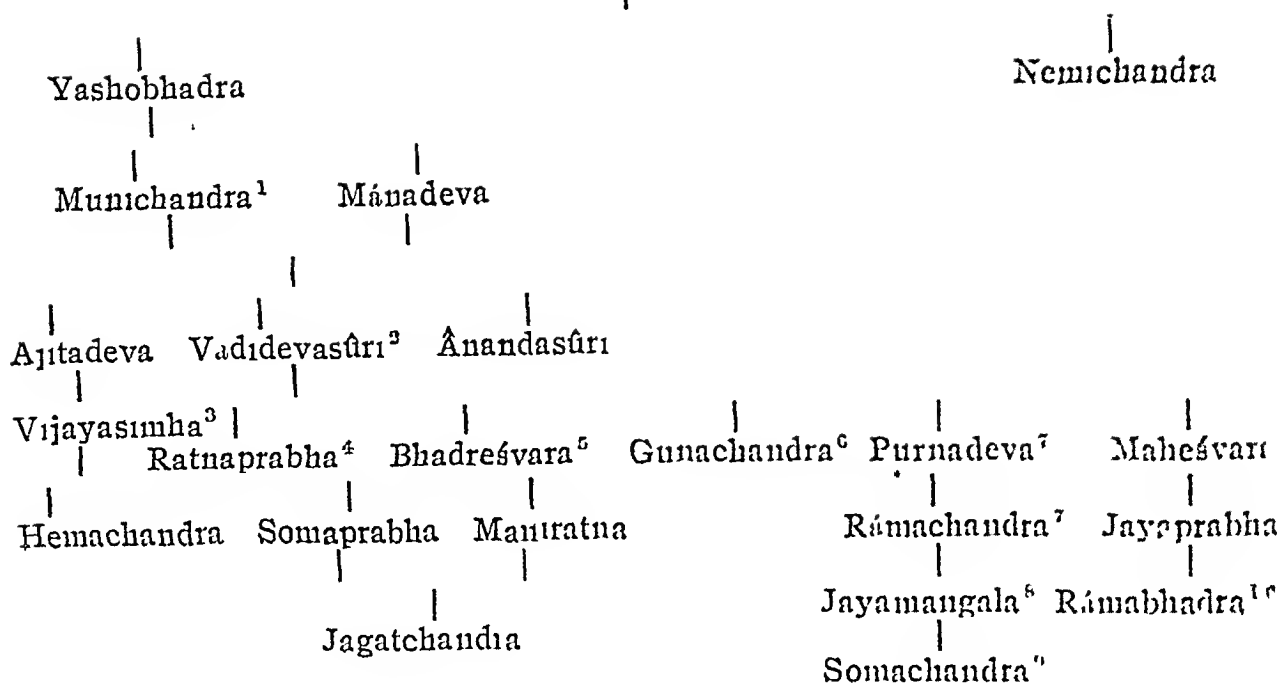 Yashobhadra Nemichandra
Munichandra¹ Mánadeva
Ajitadeva Vadidevasûri² Ânandasûri
Vijayasimha³
Ratnaprabha⁴ Bhadreśvara⁵ Gunachandra⁶ Purnadeva⁷ Maheśvari
Hemachandra Somaprabha Maniratna Rámachandra⁷ Jayaprabha
Jayamangala⁸ Rámabhadra¹⁰
Jagatchandra
Somachandra⁹